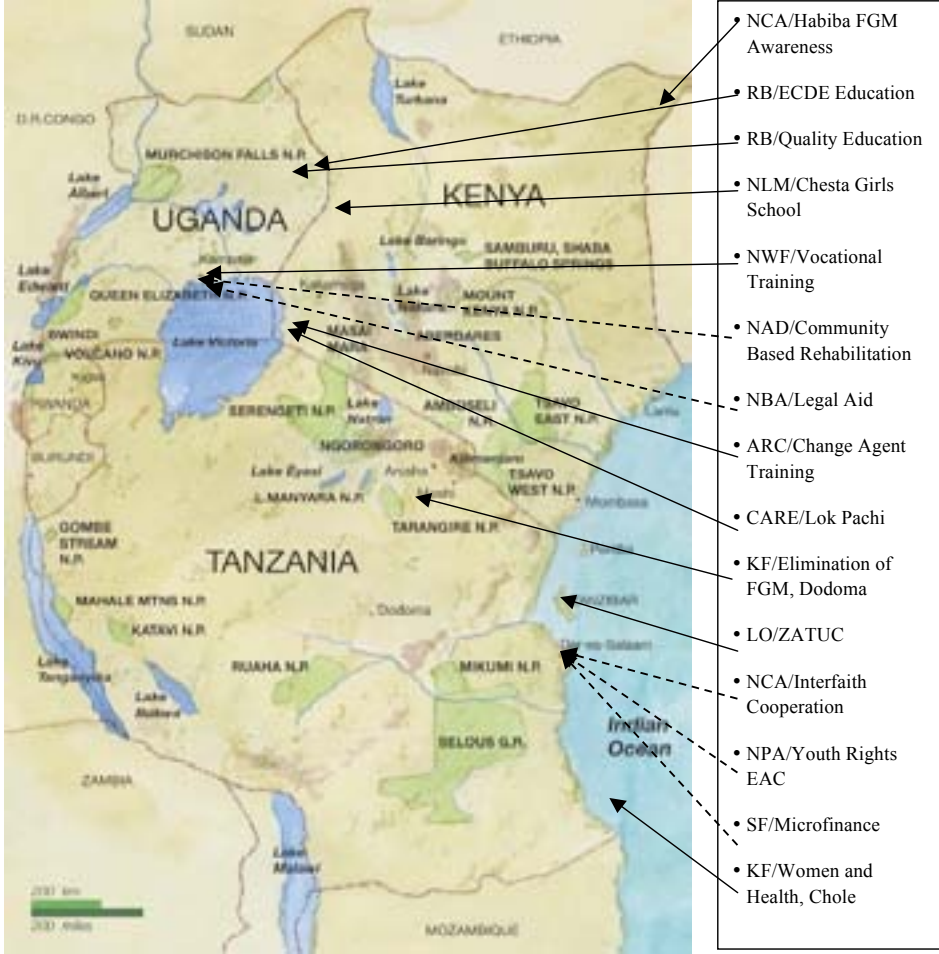 SUDAN
ETHIOPIA
Lake
Turkana
D.R.CONGO
MURCHISON FALLS N.P.
Lake
Albert
KENYA
UGANDA
Lake Baringo
SAMBURU, SHABA
BUFFALO SPRINGS
Kampala
Lake
Edward
QUEEN ELIZABETH N.P.
Lake
MOUNT
KENYA N.P.
BWINDI
MASAI
MARA
ABERDARES
Lake Victoria
Lake
Kivu
VOLCANO N.P.
RWANDA
SERENGETI N.P.
Lake
Natron
AMBOSELI
N.P.
TSAVO
EAST N.P.
Lamu
BURUNDI
NGORONGORO
Kilimanjaro
Lake Eyasi
Arusha
Moshi
TSAVO
WEST N.P.
L.MANYARA N.P.
Mombasa
TARANGIRE N.P.
GOMBE
STREAM
N.P.
Pemba
TANZANIA
MAHALE MTNS N.P.
Dodoma
ZANZIBAR
KATAVI N.P.
Dar es Salaam
RUAHA N.P.
MIKUMI N.P.
Lake
Tanganyika
Lake
Indian
Ocean
SELOUS G.R.
ZAMBIA
Lake
Malawi
200 km
200 miles
MOZAMBIQUE
• NCA/Habiba FGM
Awareness
• RB/ECDE Education
• RB/Quality Education
• NLM/Chesta Girls
School
• NWF/Vocational
Training
• NAD/Community
Based Rehabilitation
• NBA/Legal Aid
• ARC/Change Agent
Training
• CARE/Lok Pachi
• KF/Elimination of
FGM, Dodoma
• LO/ZATUC
• NCA/Interfaith
Cooperation
• NPA/Youth Rights
EAC
• SF/Microfinance
• KF/Women and
Health, Chole